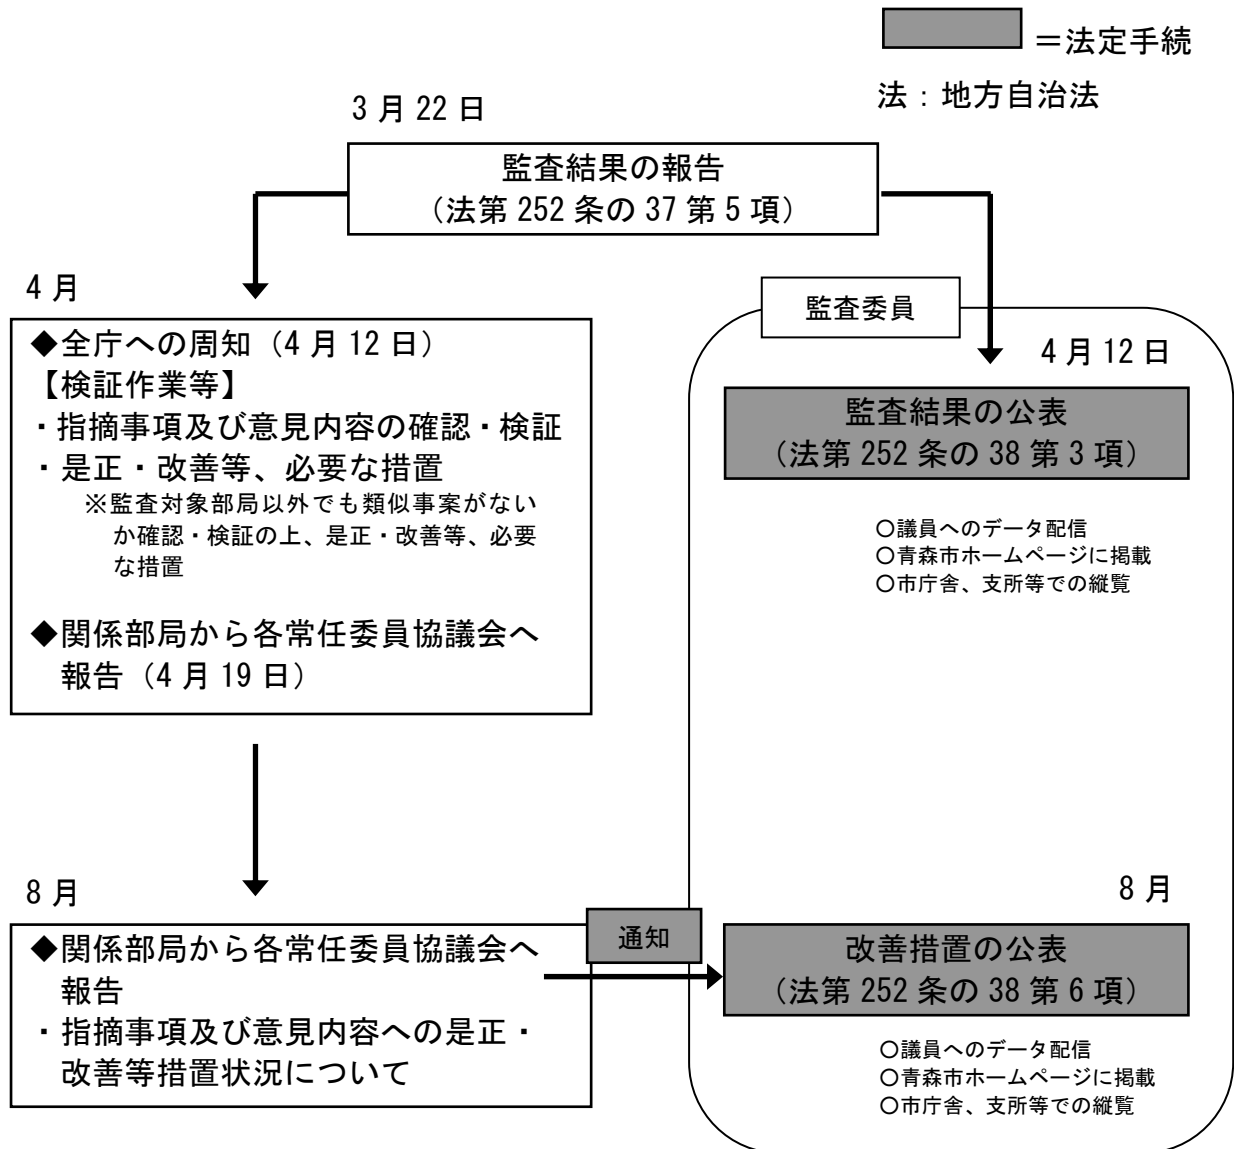 ＝法定手続
法：地方自治法
3 月 22 日
監査結果の報告
（法第 252 条の 37 第 5 項）
4 月
◆全庁への周知（4 月 12 日）
【検証作業等】
・指摘事項及び意見内容の確認・検証
・是正・改善等、必要な措置
※監査対象部局以外でも類似事案がない
か確認・検証の上、是正・改善等、必要
な措置
◆関係部局から各常任委員協議会へ
報告（4 月 19 日）
監査委員
4 月 12 日
監査結果の公表
（法第 252 条の 38 第 3 項）
○議員へのデータ配信
○青森市ホームページに掲載
○市庁舎、支所等での縦覧
8 月
◆関係部局から各常任委員協議会へ
報告
・指摘事項及び意見内容への是正・
改善等措置状況について
通知
8 月
改善措置の公表
（法第 252 条の 38 第 6 項）
○議員へのデータ配信
○青森市ホームページに掲載
○市庁舎、支所等での縦覧